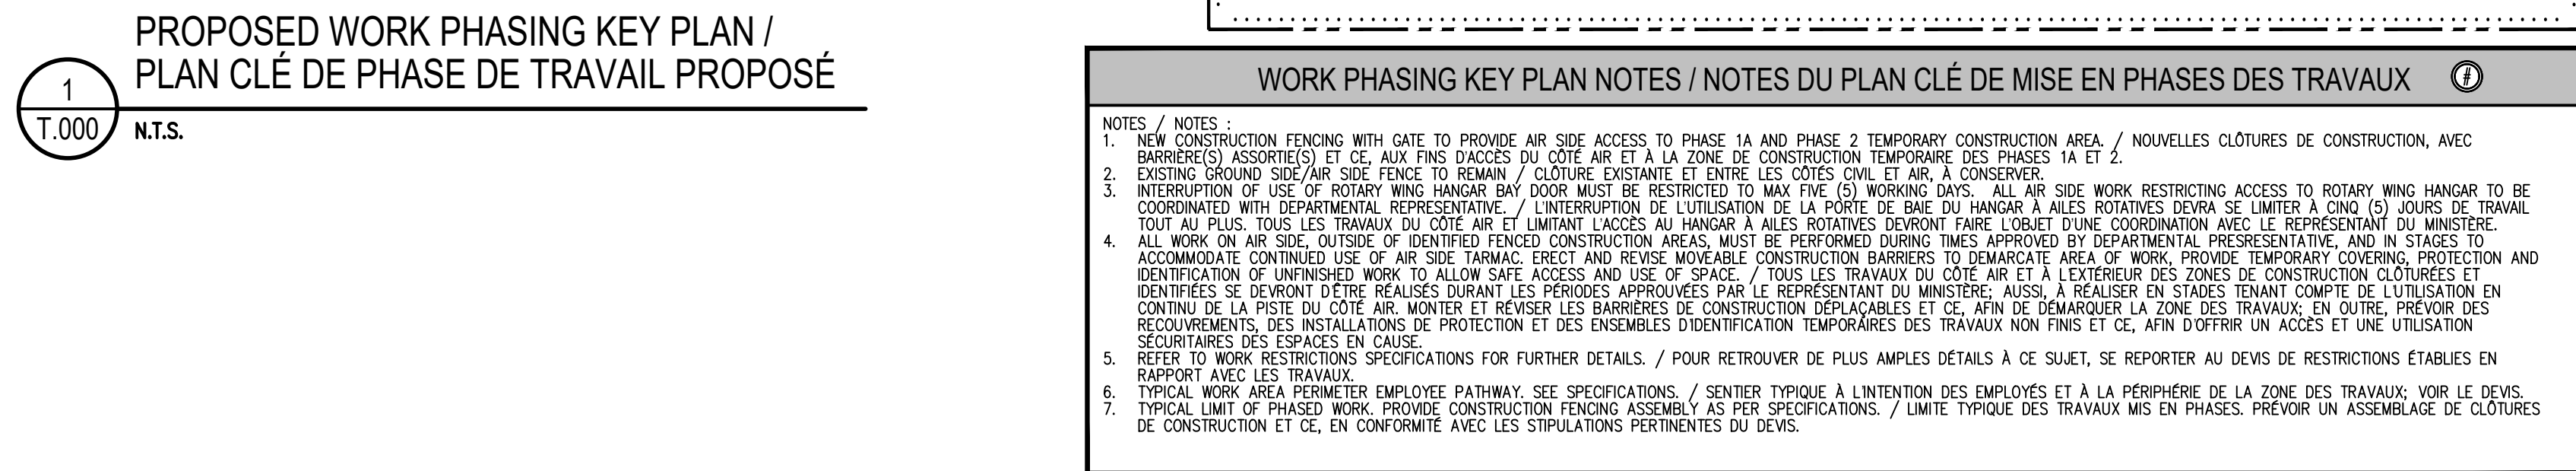 PROPOSED WORK PHASING KEY PLAN /
PLAN CLÉ DE PHASE DE TRAVAIL PROPOSÉ
1
T.000
N.T.S.
WORK PHASING KEY PLAN NOTES / NOTES DU PLAN CLÉ DE MISE EN PHASES DES TRAVAUX #
NOTES / NOTES :
1. NEW CONSTRUCTION FENCING WITH GATE TO PROVIDE AIR SIDE ACCESS TO PHASE 1A AND PHASE 2 TEMPORARY CONSTRUCTION AREA. / NOUVELLES CLÔTURES DE CONSTRUCTION, AVEC
BARRIÈRE(S) ASSORTIE(S) ET CE, AUX FINS D'ACCÈS DU CÔTÉ AIR ET À LA ZONE DE CONSTRUCTION TEMPORAIRE DES PHASES 1A ET 2.
2. EXISTING GROUND SIDE/AIR SIDE FENCE TO REMAIN / CLÔTURE EXISTANTE ET ENTRE LES CÔTÉS CIVIL ET AIR, À CONSERVER.
3. INTERRUPTION OF USE OF ROTARY WING HANGAR BAY DOOR MUST BE RESTRICTED TO MAX FIVE (5) WORKING DAYS. ALL AIR SIDE WORK RESTRICTING ACCESS TO ROTARY WING HANGAR TO BE
COORDINATED WITH DEPARTMENTAL REPRESENTATIVE. / L'INTERRUPTION DE L'UTILISATION DE LA PORTE DE BAIE DU HANGAR À AILES ROTATIVES DEVRA SE LIMITER À CINQ (5) JOURS DE TRAVAIL
TOUT AU PLUS. TOUS LES TRAVAUX DU CÔTÉ AIR ET LIMITANT L'ACCÈS AU HANGAR À AILES ROTATIVES DEVRONT FAIRE L'OBJET D'UNE COORDINATION AVEC LE REPRÉSENTANT DU MINISTÈRE.
4. ALL WORK ON AIR SIDE, OUTSIDE OF IDENTIFIED FENCED CONSTRUCTION AREAS, MUST BE PERFORMED DURING TIMES APPROVED BY DEPARTMENTAL PRESRESENTATIVE, AND IN STAGES TO
ACCOMMODATE CONTINUED USE OF AIR SIDE TARMAC. ERECT AND REVISE MOVEABLE CONSTRUCTION BARRIERS TO DEMARCATE AREA OF WORK, PROVIDE TEMPORARY COVERING, PROTECTION AND
IDENTIFICATION OF UNFINISHED WORK TO ALLOW SAFE ACCESS AND USE OF SPACE. / TOUS LES TRAVAUX DU CÔTÉ AIR ET À L'EXTÉRIEUR DES ZONES DE CONSTRUCTION CLÔTURÉES ET
IDENTIFIÉES SE DEVRONT D'ÊTRE RÉALISÉS DURANT LES PÉRIODES APPROUVÉES PAR LE REPRÉSENTANT DU MINISTÈRE; AUSSI, À RÉALISER EN STADES TENANT COMPTE DE L'UTILISATION EN
CONTINU DE LA PISTE DU CÔTÉ AIR. MONTER ET RÉVISER LES BARRIÈRES DE CONSTRUCTION DÉPLAÇABLES ET CE, AFIN DE DÉMARQUER LA ZONE DES TRAVAUX; EN OUTRE, PRÉVOIR DES
RECOUVREMENTS, DES INSTALLATIONS DE PROTECTION ET DES ENSEMBLES D'IDENTIFICATION TEMPORAIRES DES TRAVAUX NON FINIS ET CE, AFIN D'OFFRIR UN ACCÈS ET UNE UTILISATION
SÉCURITAIRES DES ESPACES EN CAUSE.
5. REFER TO WORK RESTRICTIONS SPECIFICATIONS FOR FURTHER DETAILS. / POUR RETROUVER DE PLUS AMPLES DÉTAILS À CE SUJET, SE REPORTER AU DEVIS DE RESTRICTIONS ÉTABLIES EN
RAPPORT AVEC LES TRAVAUX.
6. TYPICAL WORK AREA PERIMETER EMPLOYEE PATHWAY. SEE SPECIFICATIONS. / SENTIER TYPIQUE À L'INTENTION DES EMPLOYÉS ET À LA PÉRIPHÉRIE DE LA ZONE DES TRAVAUX; VOIR LE DEVIS.
7. TYPICAL LIMIT OF PHASED WORK. PROVIDE CONSTRUCTION FENCING ASSEMBLY AS PER SPECIFICATIONS. / LIMITE TYPIQUE DES TRAVAUX MIS EN PHASES. PRÉVOIR UN ASSEMBLAGE DE CLÔTURES
DE CONSTRUCTION ET CE, EN CONFORMITÉ AVEC LES STIPULATIONS PERTINENTES DU DEVIS.